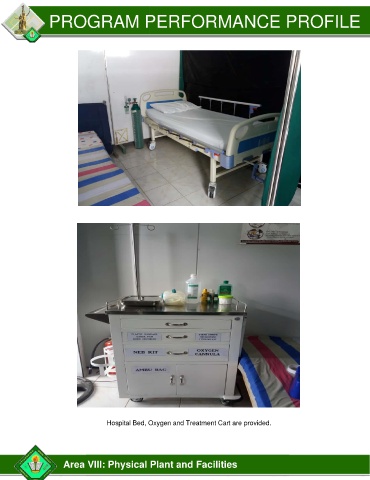 PROGRAM PERFORMANCE PROFILE
NEB KIT
OXYGEN
CANNULA
AMBU BAG
Hospital Bed, Oxygen and Treatment Cart are provided.
Area VIII: Physical Plant and Facilities